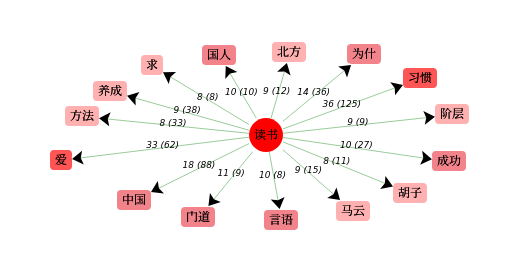 北方
国人
为什
求
习惯
养成
10 (10)
9 (12)
14 (36)
8 (8)
36 (125)
9 (38)
方法
阶层
8 (33)
9 (9)
读书
爱
33 (62)
10 (27)
成功
18 (88)
8 (11)
11 (9)
10 (8)
9 (15)
胡子
中国
门道
言语
马云